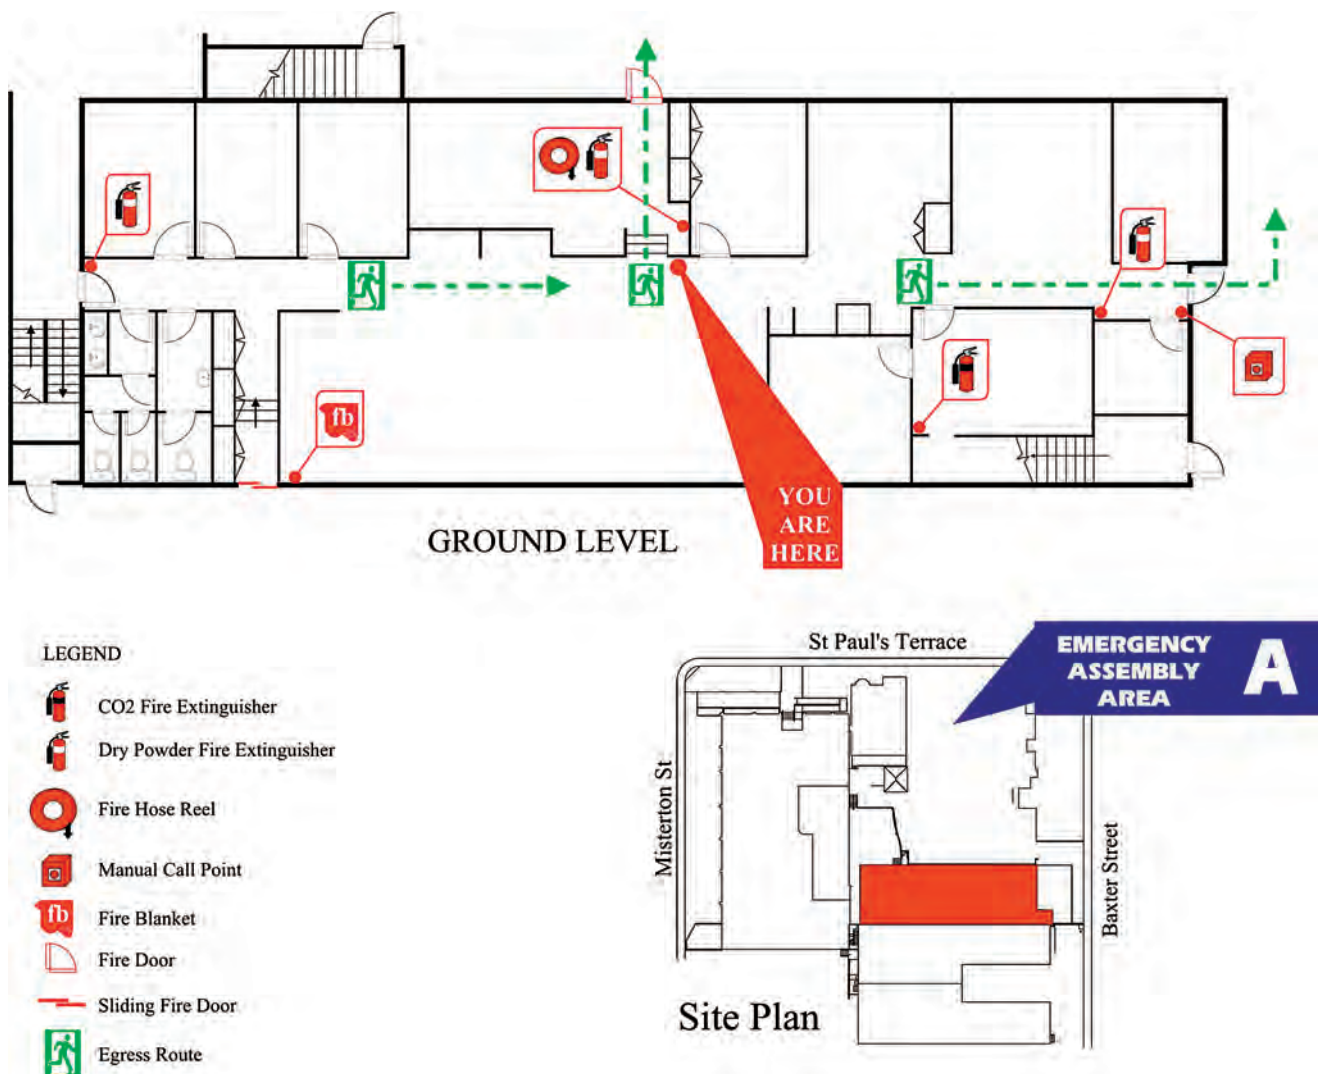 fb
YOU
ARE
HERE
GROUND LEVEL
LEGEND
CO2 Fire Extinguisher
Dry Powder Fire Extinguisher
Fire Hose Reel
Manual Call Point
fb
Fire Blanket
Fire Door
Sliding Fire Door
Egress Route
St Paul's Terrace
EMERGENCY
ASSEMBLY
AREA
A
Misterton St
Baxter Street
Site Plan